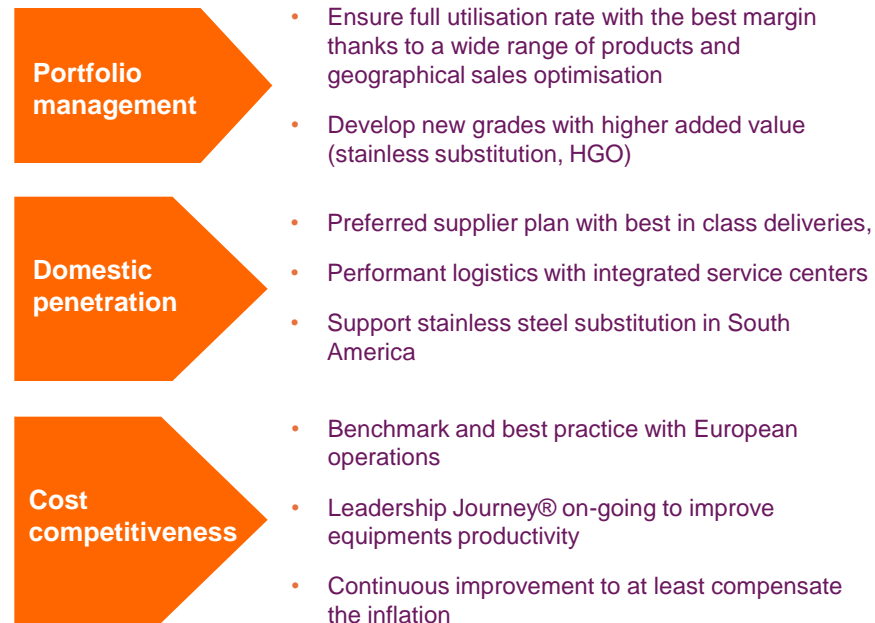 Portfolio
management
• Ensure full utilisation rate with the best margin
thanks to a wide range of products and
geographical sales optimisation
• Develop new grades with higher added value
(stainless substitution, HGO)
Domestic
penetration
• Preferred supplier plan with best in class deliveries,
• Performant logistics with integrated service centers
• Support stainless steel substitution in South
America
Cost
competitiveness
• Benchmark and best practice with European
operations
• Leadership Journey® on-going to improve
equipments productivity
• Continuous improvement to at least compensate
the inflation